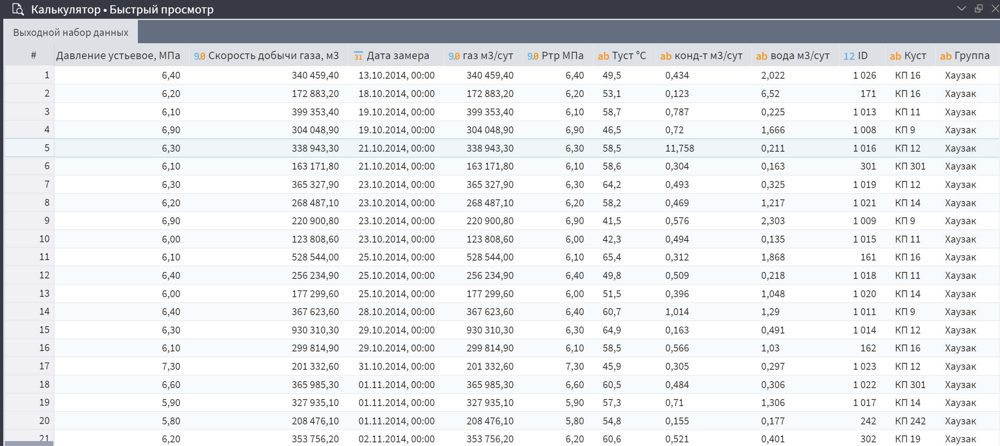 Калькулятор • Быстрый просмотр
Выходной набор данных
# Давление устьевое, МПа 9.0 Скорость добычи газа, м3 31 Дата замера 9.0 газ м3/сут 9.0 Ртр МПа ab Туст °С ab конд-т м3/сут ab вода м3/сут 12 ID ab Куст ab Группа
1 6,40 340 459,40 13.10.2014, 00:00 340 459,40 6,40 49,5 0,434 2,022 1 026 КП 16 Хаузак
2 6,20 172 883,20 18.10.2014, 00:00 172 883,20 6,20 53,1 0,123 6,52 171 КП 16 Хаузак
3 6,10 399 353,40 19.10.2014, 00:00 399 353,40 6,10 58,7 0,787 0,225 1 013 КП 11 Хаузак
4 6,90 304 048,90 19.10.2014, 00:00 304 048,90 6,90 46,5 0,72 1,666 1 008 КП 9 Хаузак
5 6,30 338 943,30 21.10.2014, 00:00 338 943,30 6,30 58,5 11,758 0,211 1 016 КП 12 Хаузак
6 6,10 163 171,80 21.10.2014, 00:00 163 171,80 6,10 58,6 0,304 0,163 301 КП 301 Хаузак
7 6,30 365 327,90 23.10.2014, 00:00 365 327,90 6,30 64,2 0,493 0,325 1 019 КП 12 Хаузак
8 6,20 268 487,10 23.10.2014, 00:00 268 487,10 6,20 58,2 0,469 1,217 1 021 КП 14 Хаузак
9 6,90 220 900,80 23.10.2014, 00:00 220 900,80 6,90 41,5 0,576 2,303 1 009 КП 9 Хаузак
10 6,00 123 808,60 23.10.2014, 00:00 123 808,60 6,00 42,3 0,494 0,135 1 015 КП 11 Хаузак
11 6,10 528 544,00 25.10.2014, 00:00 528 544,00 6,10 65,4 0,312 1,868 161 КП 16 Хаузак
12 6,40 256 234,90 25.10.2014, 00:00 256 234,90 6,40 49,8 0,509 0,218 1 018 КП 11 Хаузак
13 6,00 177 299,60 25.10.2014, 00:00 177 299,60 6,00 51,5 0,396 1,048 1 020 КП 14 Хаузак
14 6,40 367 623,60 28.10.2014, 00:00 367 623,60 6,40 60,7 1,014 1,29 1 011 КП 9 Хаузак
15 6,30 930 310,30 29.10.2014, 00:00 930 310,30 6,30 64,9 0,163 0,491 1 014 КП 12 Хаузак
16 6,10 299 814,90 29.10.2014, 00:00 299 814,90 6,10 58,5 0,566 1,03 162 КП 16 Хаузак
17 7,30 201 332,60 31.10.2014, 00:00 201 332,60 7,30 45,9 0,305 0,297 1 023 КП 12 Хаузак
18 6,60 365 985,30 01.11.2014, 00:00 365 985,30 6,60 60,5 0,484 0,306 1 022 КП 301 Хаузак
19 5,90 327 935,10 01.11.2014, 00:00 327 935,10 5,90 57,3 0,71 1,306 1 017 КП 14 Хаузак
20 5,80 208 476,10 01.11.2014, 00:00 208 476,10 5,80 54,8 0,155 0,177 242 КП 242 Хаузак
21 6,20 353 756,20 02.11.2014, 00:00 353 756,20 6,20 60,6 0,521 0,401 302 КП 19 Хаузак